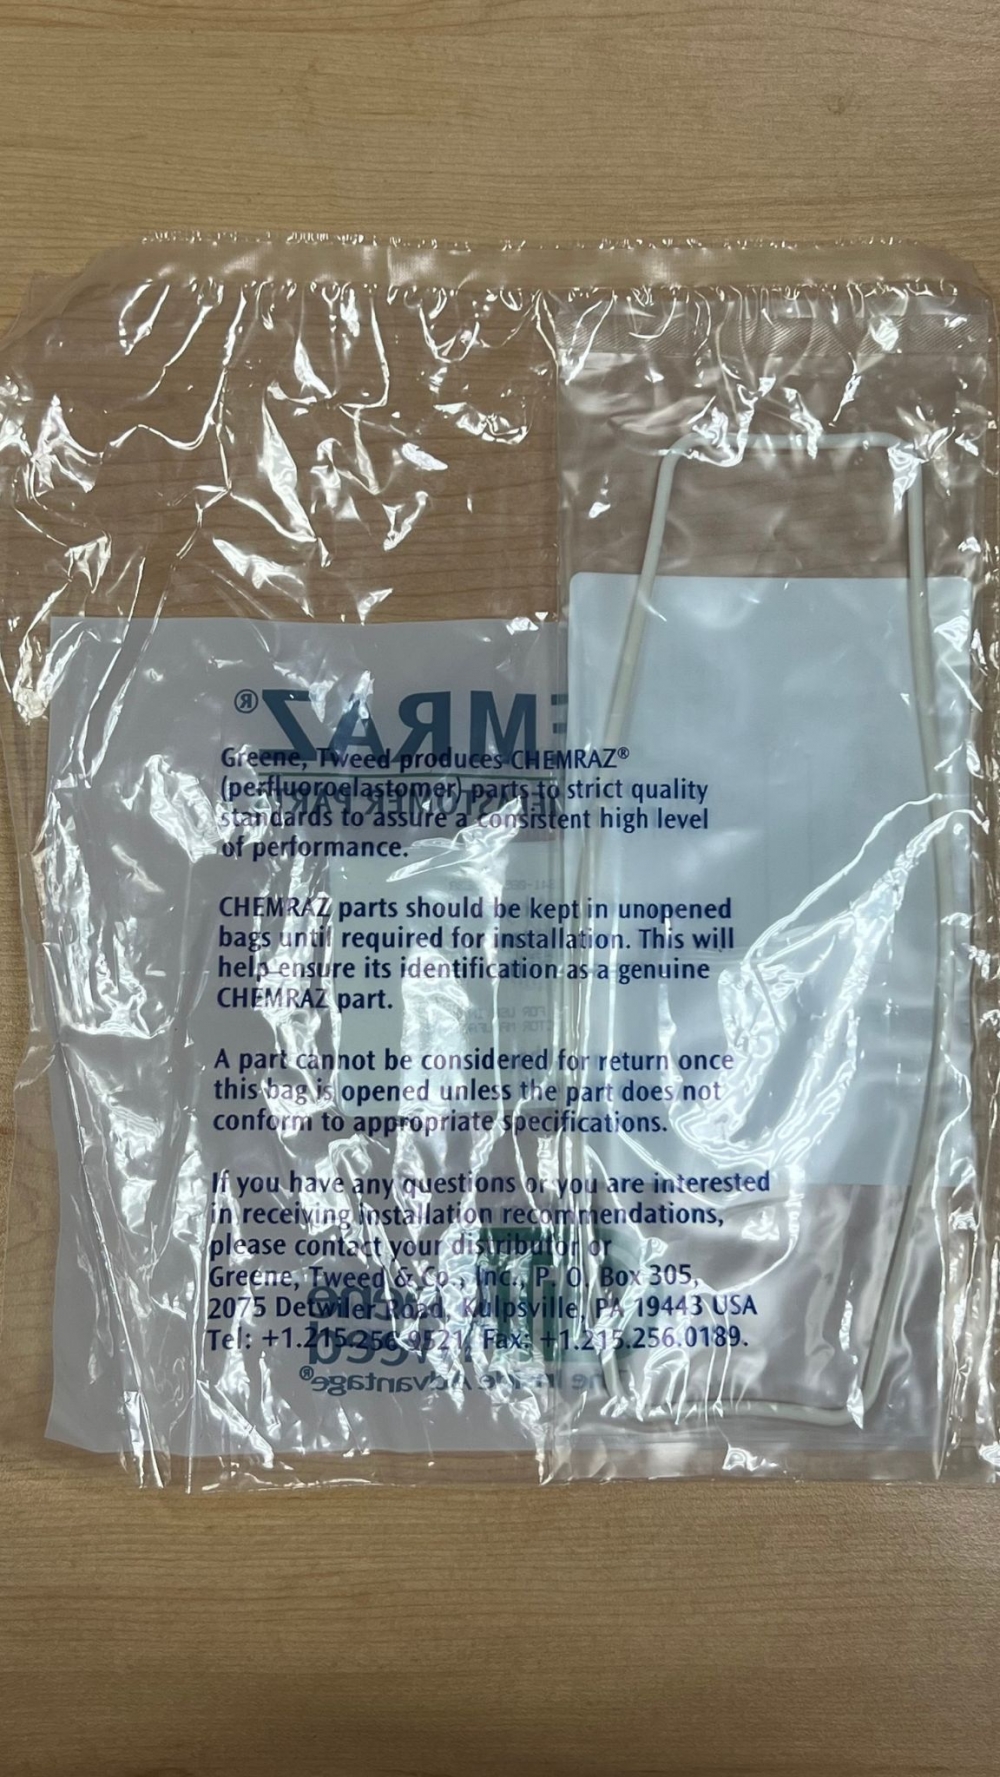 EMRAZ®
Greene, Tweed produces CHEMRAZ®
(perfluoroelastomer) parts to strict quality
standards to assure a consistent high level
of performance.
CHEMRAZ parts should be kept in unopened
bags until required for installation. This will
help ensure its identification as a genuine
CHEMRAZ part.
A part cannot be considered for return once
this bag is opened unless the part does not
conform to appropriate specifications.
If you have any questions or you are interested
in receiving installation recommendations,
please contact your distributor or
Greene, Tweed & Co., Inc., P. O. Box 305,
2075 Detwiler Road, Kulpsville, PA 19443 USA
Tel: +1.215.256.9521, Fax: +1.215.256.0189.